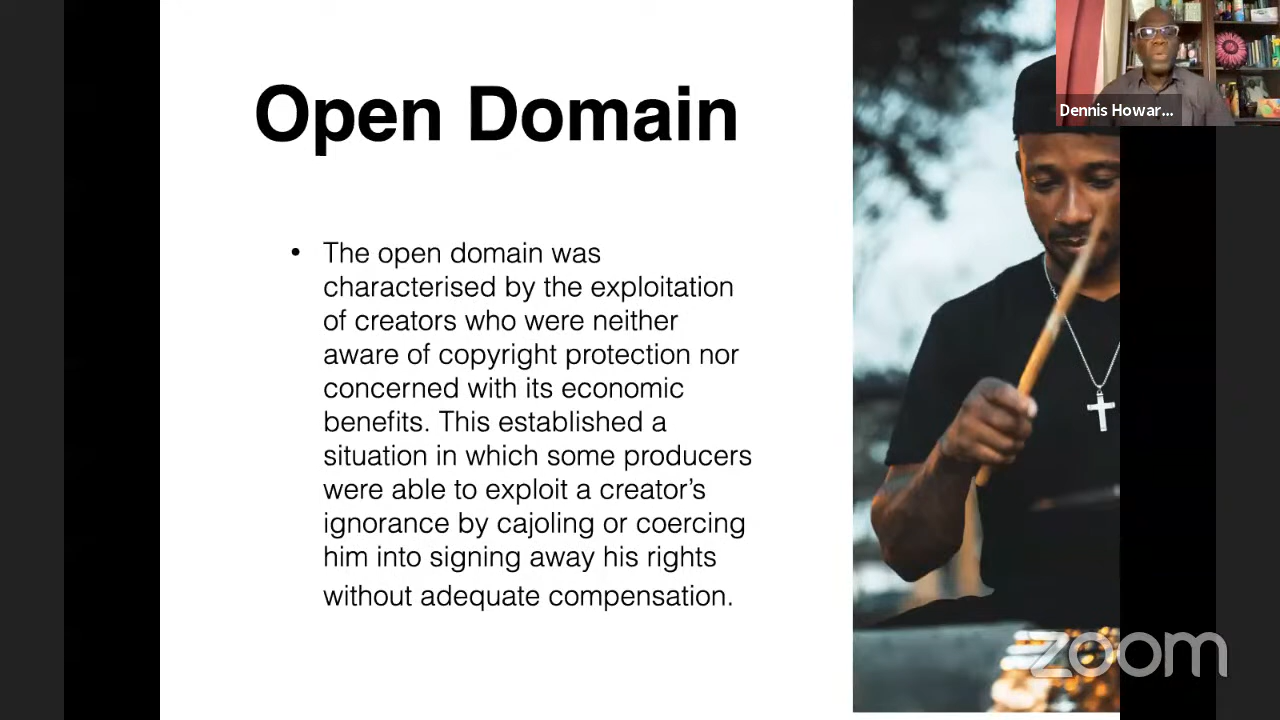 Open Domain
Dennis Howar...
• The open domain was
characterised by the exploitation
of creators who were neither
aware of copyright protection nor
concerned with its economic
benefits. This established a
situation in which some producers
were able to exploit a creator’s
ignorance by cajoling or coercing
him into signing away his rights
without adequate compensation.
zoom